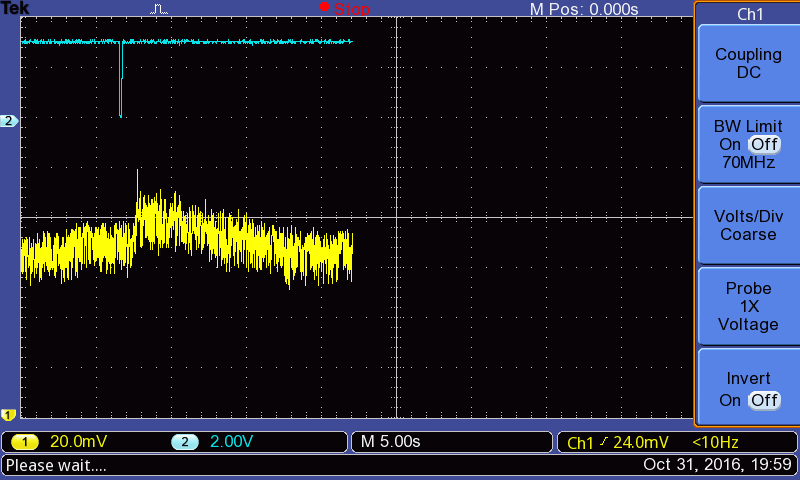 Tek
Stop
M Pos: 0.000s
Ch1
Coupling
DC
BW Limit
On Off
70MHz
Volts/Div
Coarse
Probe
1X
Voltage
Invert
On Off
2
1
1 20.0mV
2 2.00V
M 5.00s
Ch1 24.0mV <10Hz
Please wait....
Oct 31, 2016, 19:59